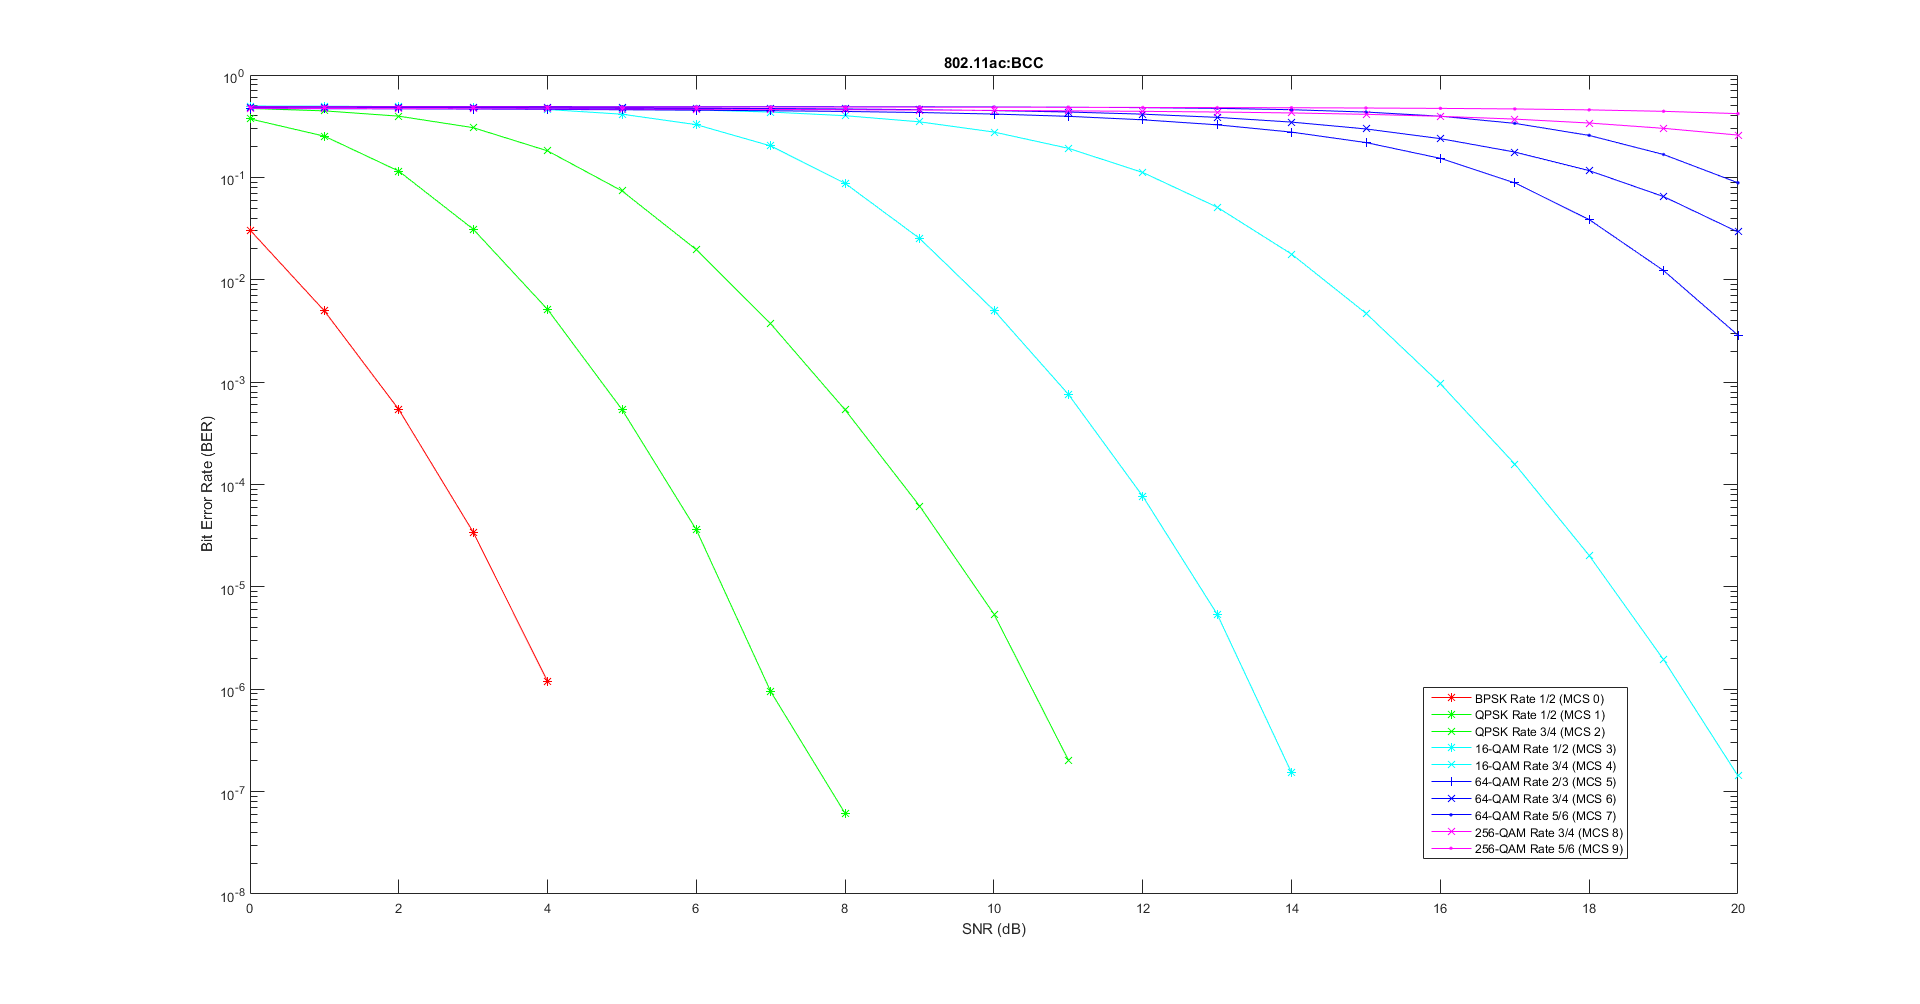 802.11ac:BCC
10^0
10^-1
10^-2
10^-3
10^-4
10^-5
10^-6
10^-7
10^-8
Bit Error Rate (BER)
BPSK Rate 1/2 (MCS 0)
QPSK Rate 1/2 (MCS 1)
QPSK Rate 3/4 (MCS 2)
16-QAM Rate 1/2 (MCS 3)
16-QAM Rate 3/4 (MCS 4)
64-QAM Rate 2/3 (MCS 5)
64-QAM Rate 3/4 (MCS 6)
64-QAM Rate 5/6 (MCS 7)
256-QAM Rate 3/4 (MCS 8)
256-QAM Rate 5/6 (MCS 9)
0 2 4 6 8 10 12 14 16 18 20
SNR (dB)